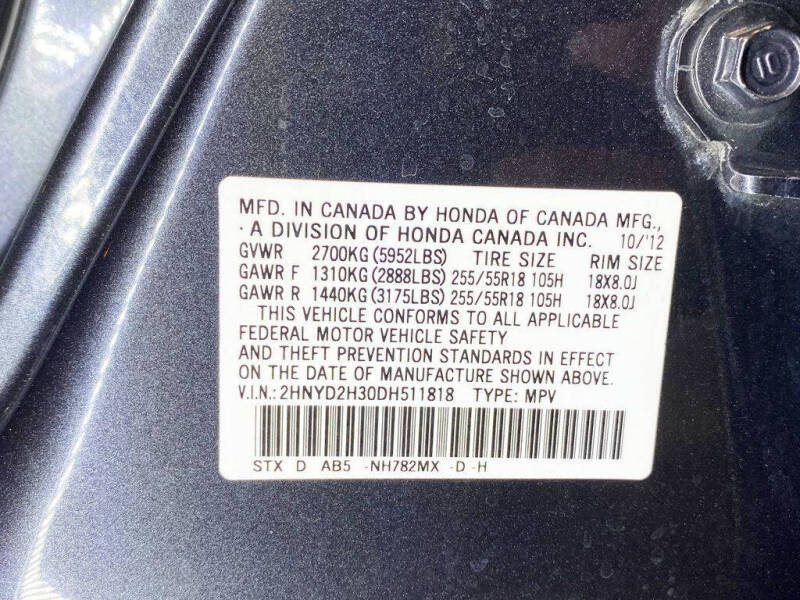 10
MFD. IN CANADA BY HONDA OF CANADA MFG.,
A DIVISION OF HONDA CANADA INC. 10/'12
GVWR 2700KG (5952LBS) TIRE SIZE RIM SIZE
GAWR F 1310KG (2888LBS) 255/55R18 105H 18X8.0J
GAWR R 1440KG (3175LBS) 255/55R18 105H 18X8.0J
THIS VEHICLE CONFORMS TO ALL APPLICABLE
FEDERAL MOTOR VEHICLE SAFETY
AND THEFT PREVENTION STANDARDS IN EFFECT
ON THE DATE OF MANUFACTURE SHOWN ABOVE.
V.I.N.:2HNYD2H30DH511818 TYPE: MPV
STX D AB5 -NH782MX -D -H